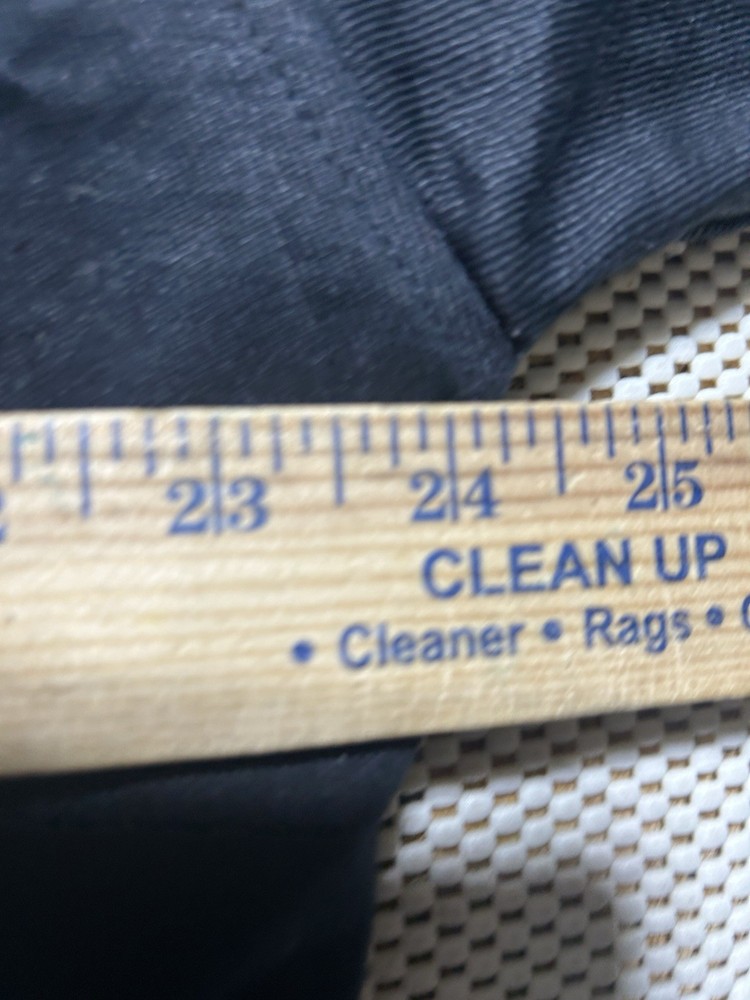 23 24 25
CLEAN UP
• Cleaner • Rags •